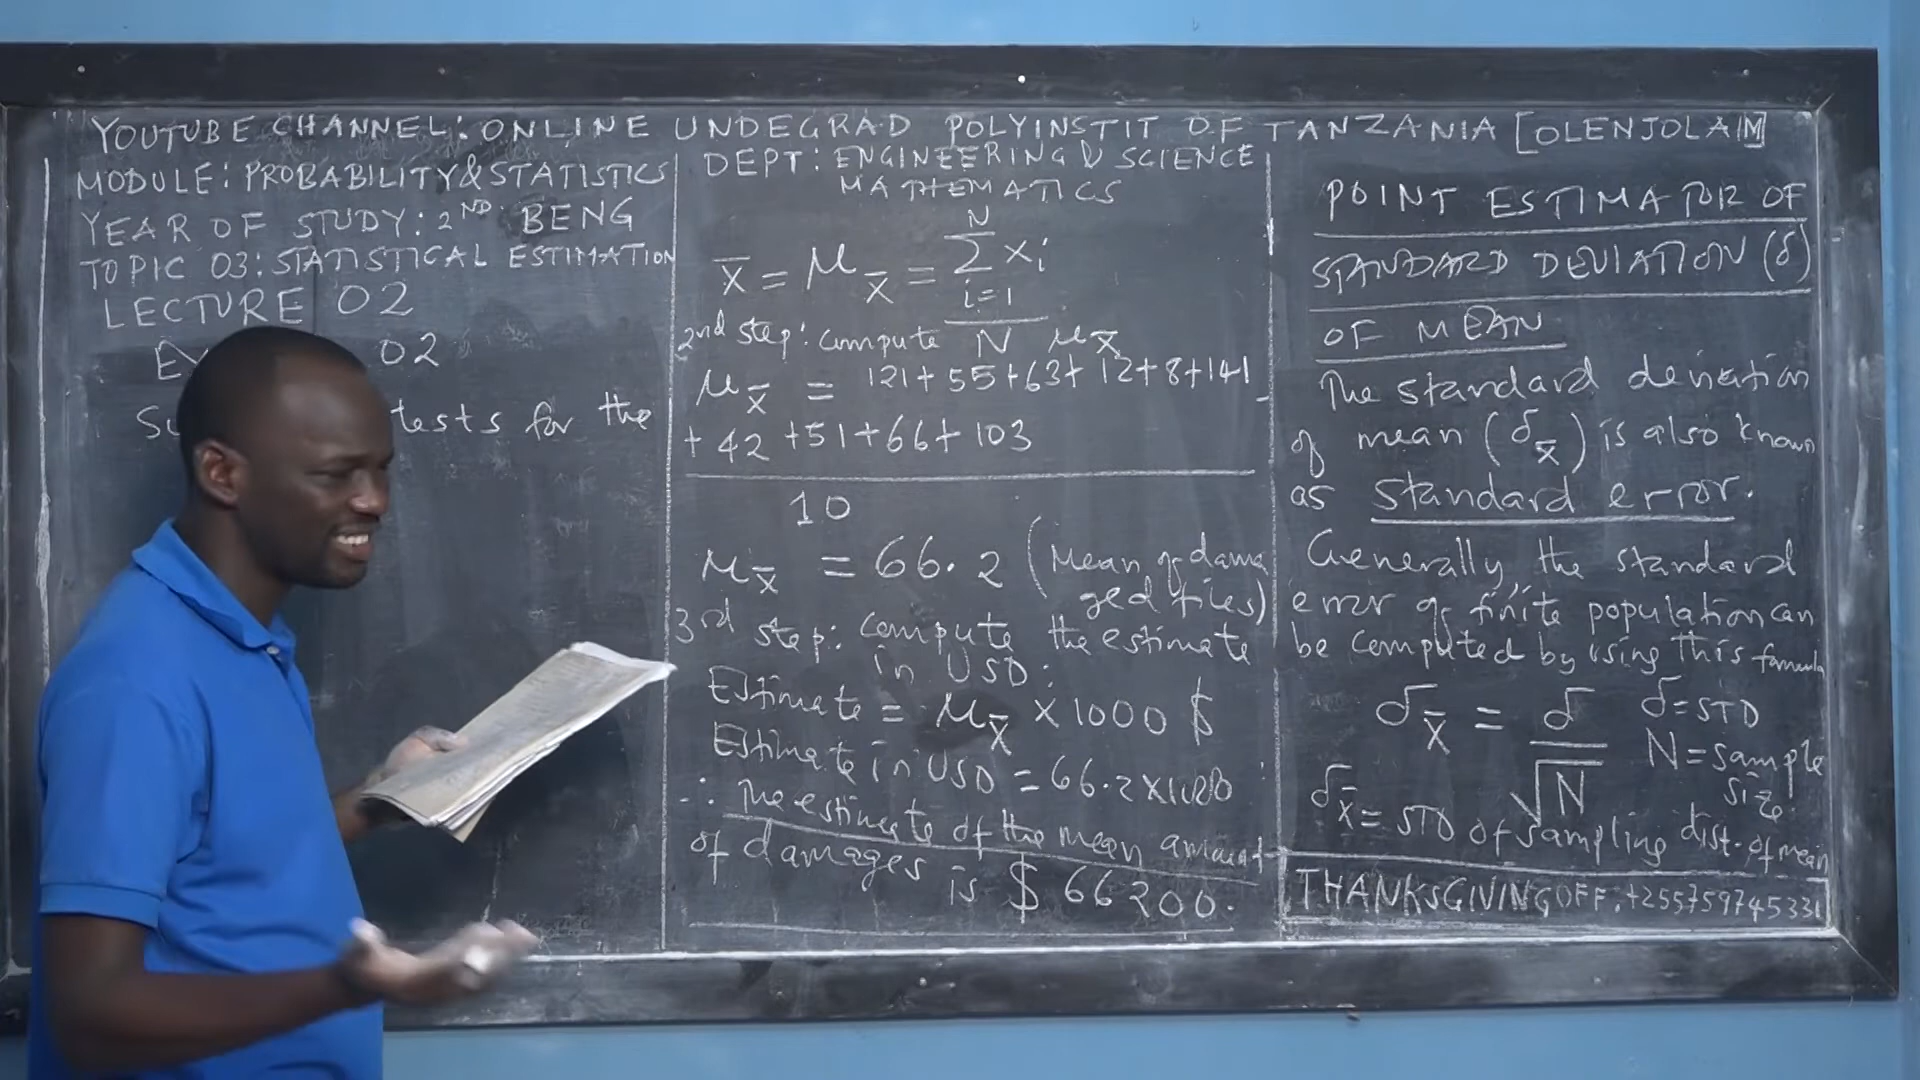 YOUTUBE CHANNEL: ONLINE UNDEGRAD POLYINSTIT OF TANZANIA [OLENJOLAIM]
MODULE: PROBABILITY & STATISTICS
YEAR OF STUDY: 2ND BENG
TOPIC 03: STATISTICAL ESTIMATION
LECTURE 02
02
tests for the
DEPT: ENGINEERING & SCIENCE
MATHEMATICS
x̄ = μx̄ = N∑i=1 xi / N
2nd step: compute μx̄
μx̄ = 121 + 55 + 63 + 12 + 8 + 141
+ 42 + 51 + 66 + 103
10
μx̄ = 66.2 (Mean of dama
ged files)
3rd step: compute the estimate
in USD:
Estimate = μx̄ × 1000 $
Estimate in USD = 66.2 × 1000
∴ The estimate of the mean amount
of damages is $ 66200.
POINT ESTIMATOR OF
STANDARD DEVIATION (δ)
OF MEAN
The standard deviation
of mean (δx̄) is also known
as standard error.
Generally, the standard
error of finite population can
be computed by using this formula
δx̄ = δ / √N
δ = STD
N = sample
size.
δx̄ = STD of sampling dist. of mean
THANKSGIVING OFF: +255759745331